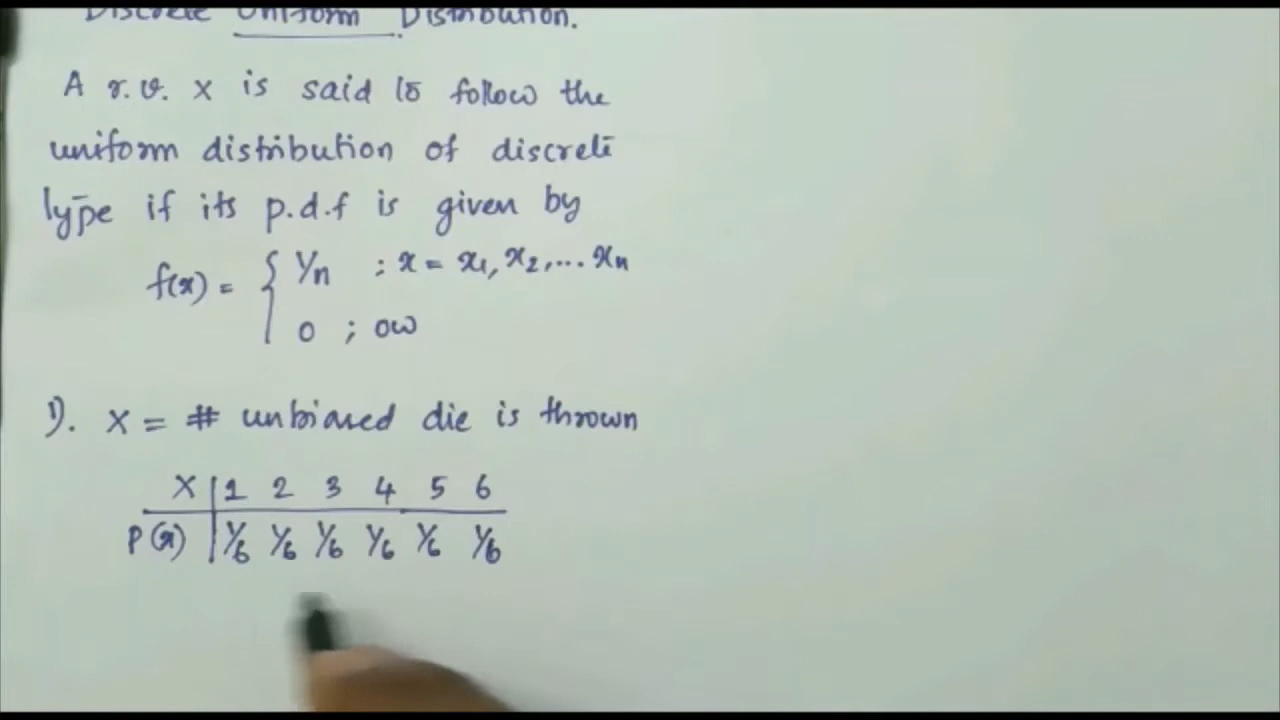 Discrete Uniform Distribution.
A r.v. X is said to follow the
uniform distribution of discrete
type if its p.d.f is given by
f(x) = { 1/n ; x = x1, x2, ... xn
0 ; ow
1). X = # unbiased die is thrown
X | 1 2 3 4 5 6
P(x) | 1/6 1/6 1/6 1/6 1/6 1/6